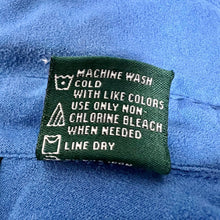 MACHINE WASH
COLD
WITH LIKE COLORS
USE ONLY NON-
CHLORINE BLEACH
WHEN NEEDED
LINE DRY